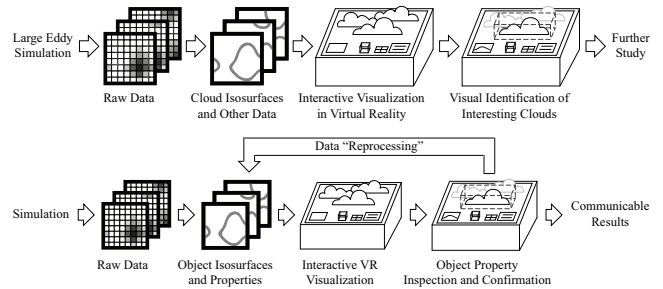 Large Eddy
Simulation
Raw Data
Cloud Isosurfaces
and Other Data
Interactive Visualization
in Virtual Reality
Visual Identification of
Interesting Clouds
Further
Study
Data “Reprocessing”
Simulation
Raw Data
Object Isosurfaces
and Properties
Interactive VR
Visualization
Object Property
Inspection and Confirmation
Communicable
Results